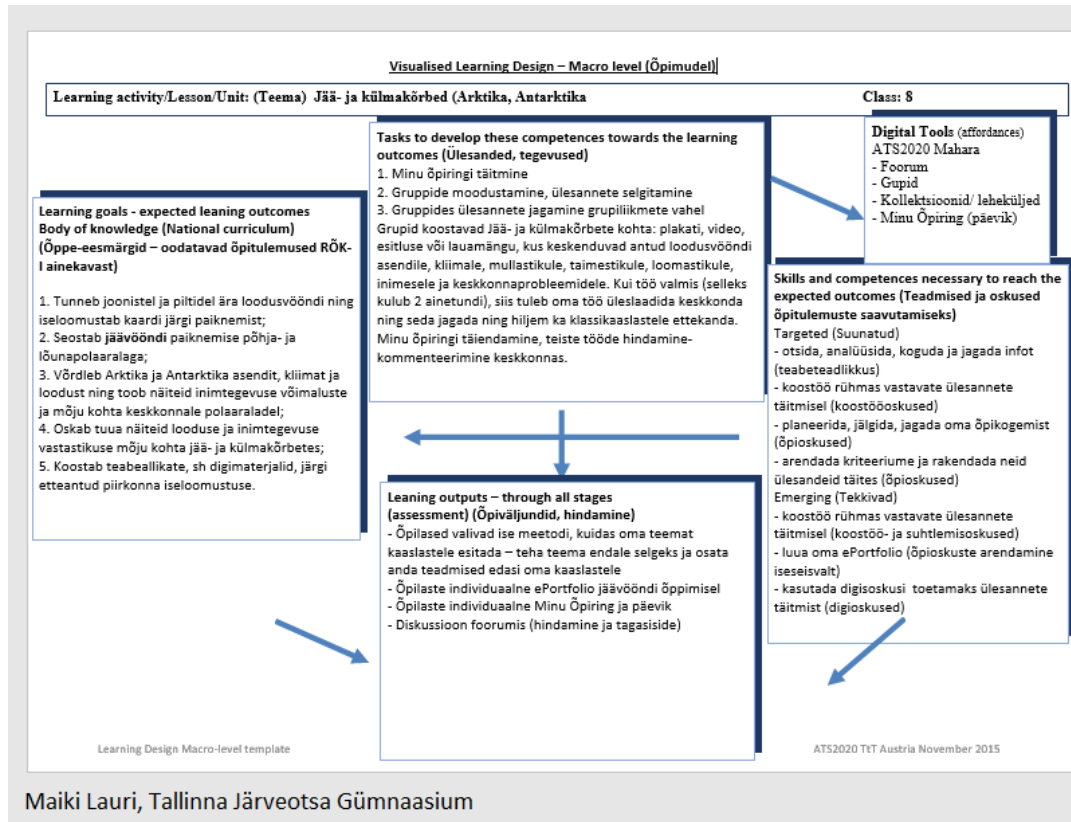 Visualised Learning Design – Macro level (Õpimudel)
Learning activity/Lesson/Unit: (Teema) Jää- ja külmakõrbed (Arktika, Antarktika
Class: 8
Learning goals - expected leaning outcomes
Body of knowledge (National curriculum)
(Õppe-eesmärgid – oodatavad õpitulemused RÕK-
I ainekavast)
1. Tunneb joonistel ja piltidel ära loodusvööndi ning
iseloomustab kaardi järgi paiknemist;
2. Seostab jäävööndi paiknemise põhja- ja
lõunapolaaralaga;
3. Võrdleb Arktika ja Antarktika asendit, kliimat ja
loodust ning toob näiteid inimtegevuse võimaluste
ja mõju kohta keskkonnale polaaraladel;
4. Oskab tuua näiteid looduse ja inimtegevuse
vastastikuse mõju kohta jää- ja külmakõrbetes;
5. Koostab teabeallikate, sh digimaterjalid, järgi
etteantud piirkonna iseloomustuse.
Tasks to develop these competences towards the learning
outcomes (Ülesanded, tegevused)
1. Minu õpiringi täitmine
2. Gruppide moodustamine, ülesannete selgitamine
3. Gruppides ülesannete jagamine grupiliikmete vahel
Grupid koostavad Jää- ja külmakõrbete kohta: plakati, video,
esitluse või lauamängu, kus keskenduvad antud loodusvööndi
asendile, kliimale, mullastikule, taimestikule, loomastikule,
inimesele ja keskkonnaprobleemidele. Kui töö valmis (selleks
kulub 2 ainetundi), siis tuleb oma töö üleslaadida keskkonda
ning seda jagada ning hiljem ka klassikaaslastele ettekanda.
Minu õpiringi täiendamine, teiste tööde hindamine-
kommenteerimine keskkonnas.
Digital Tools (affordances)
ATS2020 Mahara
- Foorum
- Gupid
- Kollektsioonid/ leheküljed
- Minu Õpiring (päevik)
Skills and competences necessary to reach the
expected outcomes (Teadmised ja oskused
õpitulemuste saavutamiseks)
Targeted (Suunatud)
- otsida, analüüsida, koguda ja jagada infot
(teabeteadlikkus)
- koostöö rühmas vastavate ülesannete
täitmisel (koostööoskused)
- planeerida, jälgida, jagada oma õpikogemist
(õpioskused)
- arendada kriteeriume ja rakendada neid
ülesandeid täites (õpioskused)
Emerging (Tekkivad)
- koostöö rühmas vastavate ülesannete
täitmisel (koostöö- ja suhtlemisoskused)
- luua oma ePortfolio (õpioskuste arendamine
iseseisvalt)
- kasutada digisoskusi toetamaks ülesannete
täitmist (digioskused)
Leaning outputs – through all stages
(assessment) (Õpiväljundid, hindamine)
- Õpilased valivad ise meetodi, kuidas oma teemat
kaaslastele esitada – teha teema endale selgeks ja osata
anda teadmised edasi oma kaaslastele
- Õpilaste individuaalne ePortfolio jäävööndi õppimisel
- Õpilaste individuaalne Minu Õpiring ja päevik
- Diskussioon foorumis (hindamine ja tagasiside)
Learning Design Macro-level template
ATS2020 TtT Austria November 2015
Maiki Lauri, Tallinna Järveotsa Gümnaasium